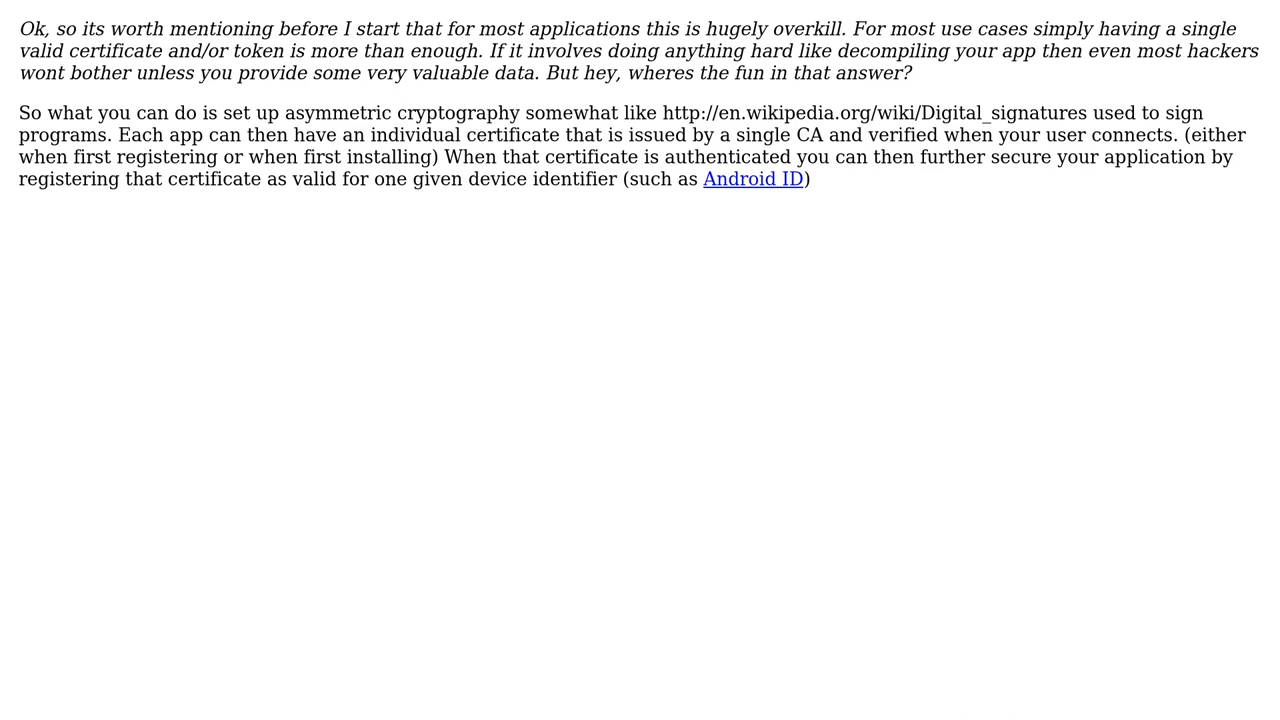 Ok, so its worth mentioning before I start that for most applications this is hugely overkill. For most use cases simply having a single
valid certificate and/or token is more than enough. If it involves doing anything hard like decompiling your app then even most hackers
wont bother unless you provide some very valuable data. But hey, wheres the fun in that answer?
So what you can do is set up asymmetric cryptography somewhat like http://en.wikipedia.org/wiki/Digital_signatures used to sign
programs. Each app can then have an individual certificate that is issued by a single CA and verified when your user connects. (either
when first registering or when first installing) When that certificate is authenticated you can then further secure your application by
registering that certificate as valid for one given device identifier (such as Android ID)